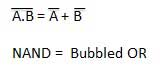 A̅.̅B̅ = A̅ + B̅
NAND = Bubbled OR